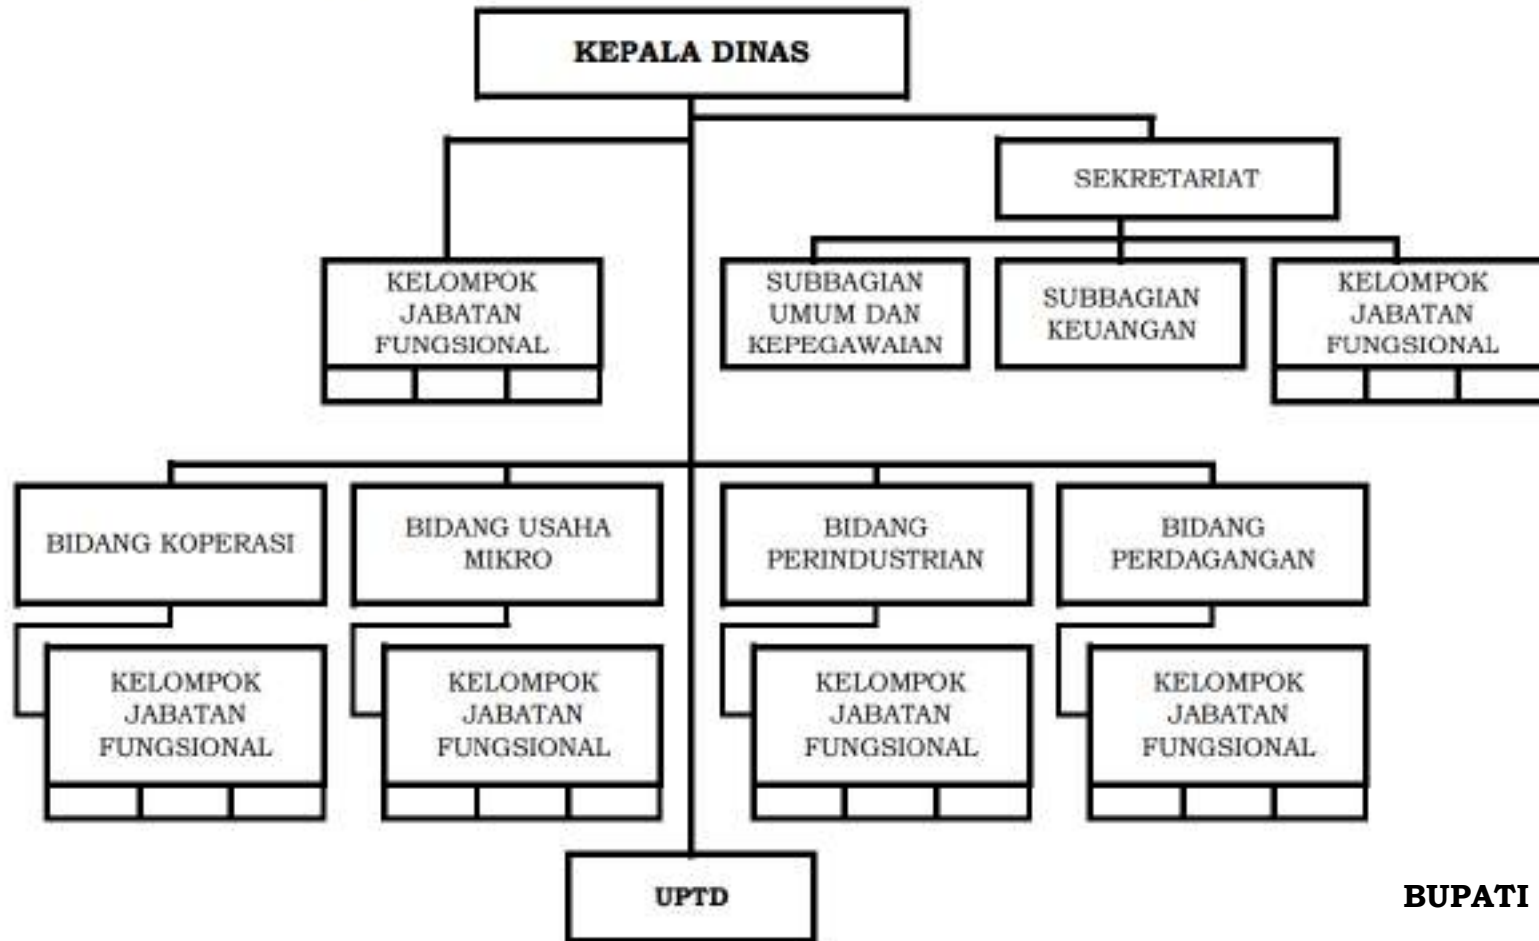 KEPALA DINAS
SEKRETARIAT
KELOMPOK
JABATAN
FUNGSIONAL
SUBBAGIAN
UMUM DAN
KEPEGAWAIAN
SUBBAGIAN
KEUANGAN
KELOMPOK
JABATAN
FUNGSIONAL
BIDANG KOPERASI
BIDANG USAHA
MIKRO
BIDANG
PERINDUSTRIAN
BIDANG
PERDAGANGAN
KELOMPOK
JABATAN
FUNGSIONAL
KELOMPOK
JABATAN
FUNGSIONAL
KELOMPOK
JABATAN
FUNGSIONAL
KELOMPOK
JABATAN
FUNGSIONAL
UPTD
BUPATI